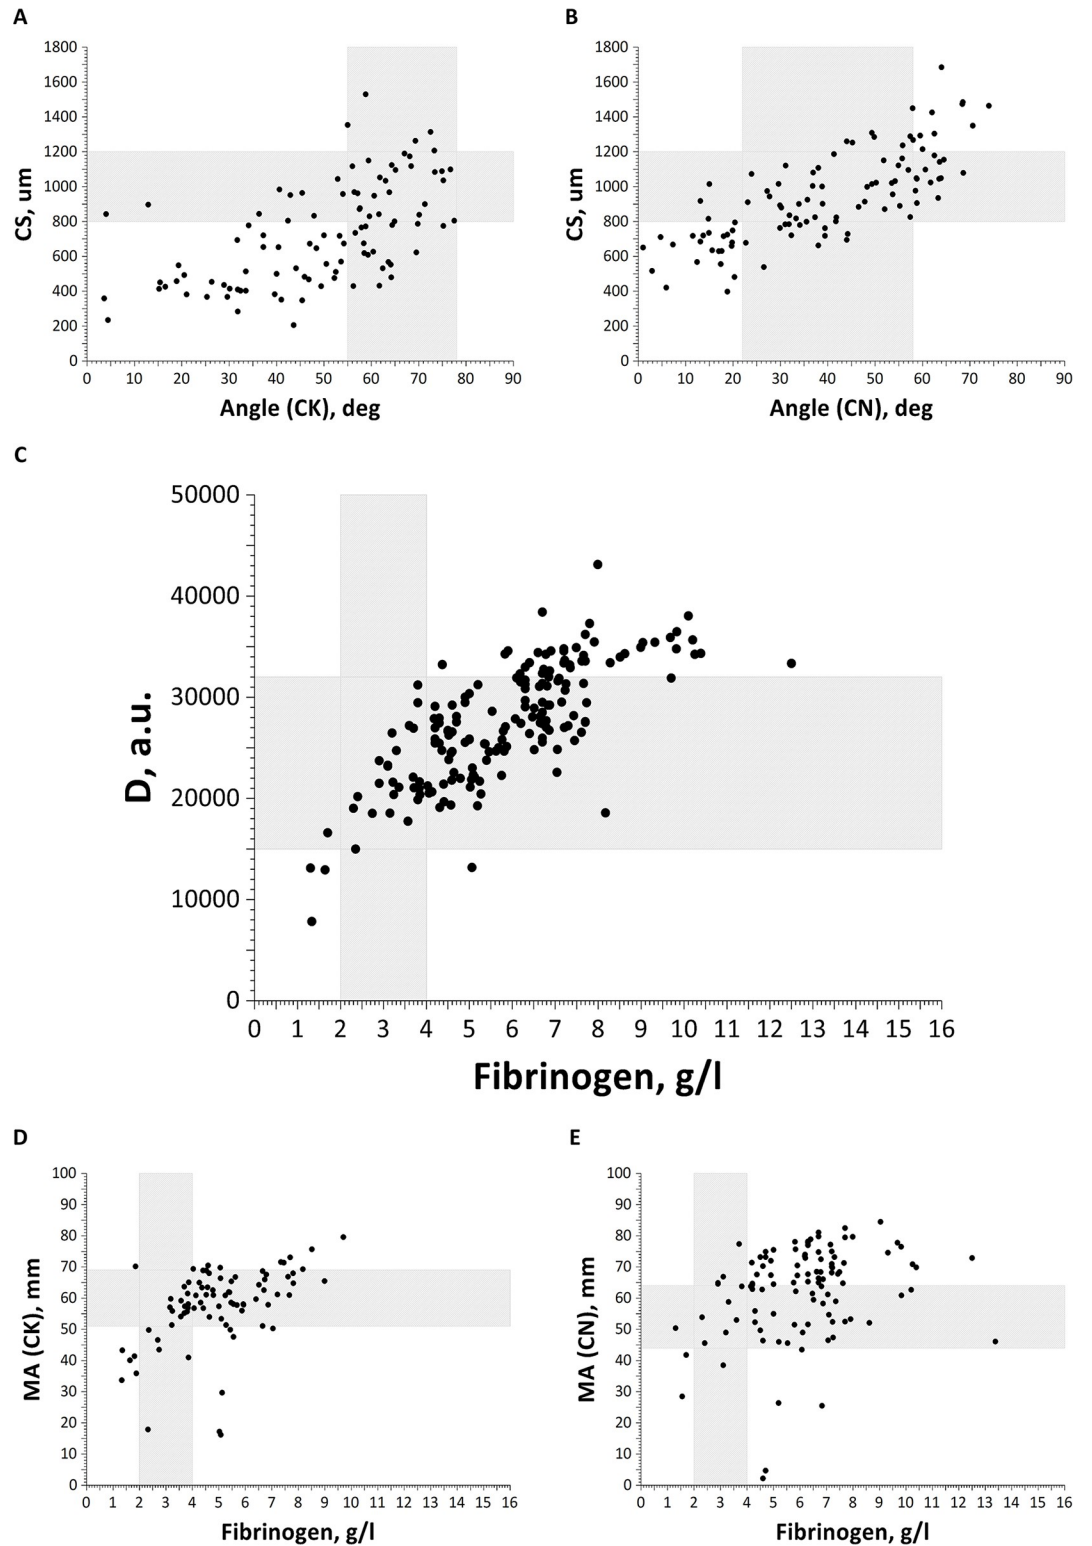 A
B
1800
1600
1400
1200
1000
800
600
400
200
0
CS, um
0 10 20 30 40 50 60 70 80 90
Angle (CK), deg
1800
1600
1400
1200
1000
800
600
400
200
0
CS, um
0 10 20 30 40 50 60 70 80 90
Angle (CN), deg
C
50000
40000
30000
20000
10000
0
D, a.u.
0 1 2 3 4 5 6 7 8 9 10 11 12 13 14 15 16
Fibrinogen, g/l
D
E
100
90
80
70
60
50
40
30
20
10
0
MA (CK), mm
0 1 2 3 4 5 6 7 8 9 10 11 12 13 14 15 16
Fibrinogen, g/l
100
90
80
70
60
50
40
30
20
10
0
MA (CN), mm
0 1 2 3 4 5 6 7 8 9 10 11 12 13 14 15 16
Fibrinogen, g/l